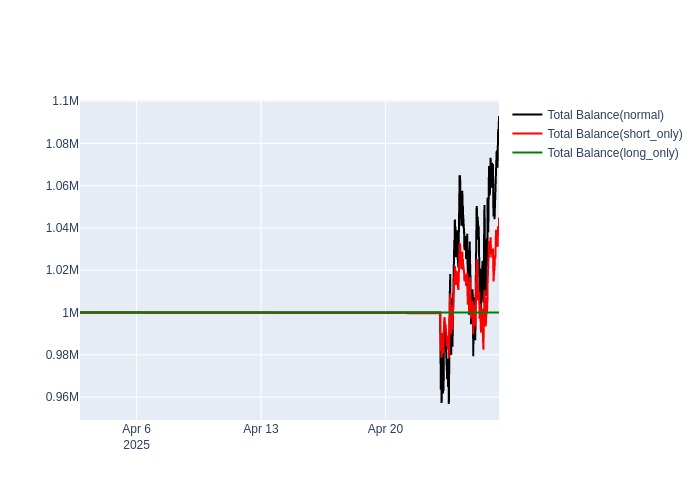 1.1M
1.08M
1.06M
1.04M
1.02M
1M
0.98M
0.96M
Apr 6
2025
Apr 13
Apr 20
Total Balance(normal)
Total Balance(short_only)
Total Balance(long_only)